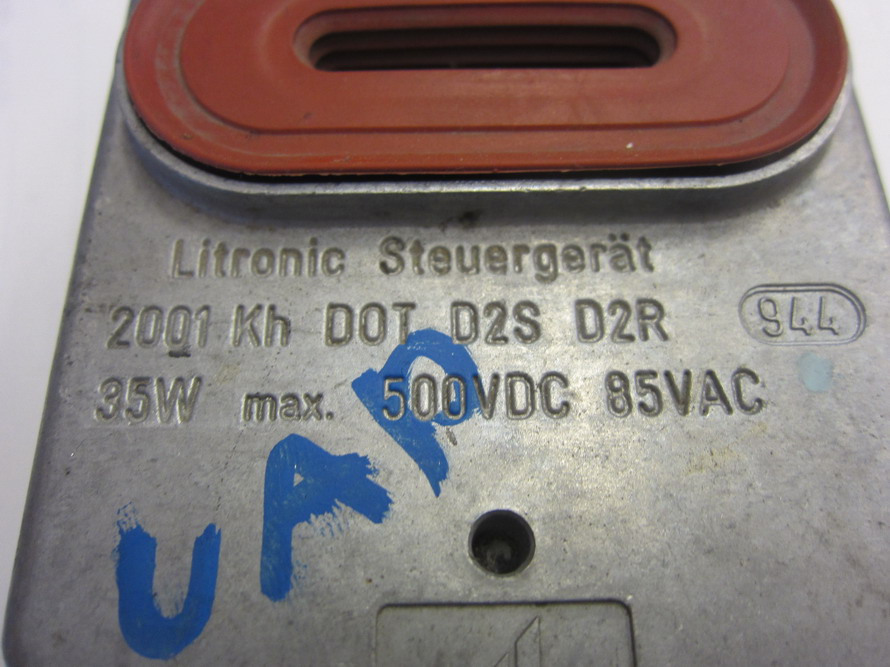 Litronic Steuergerät
2001 Kh DOT D2S D2R 944
35W max. 500VDC 85VAC
UAP